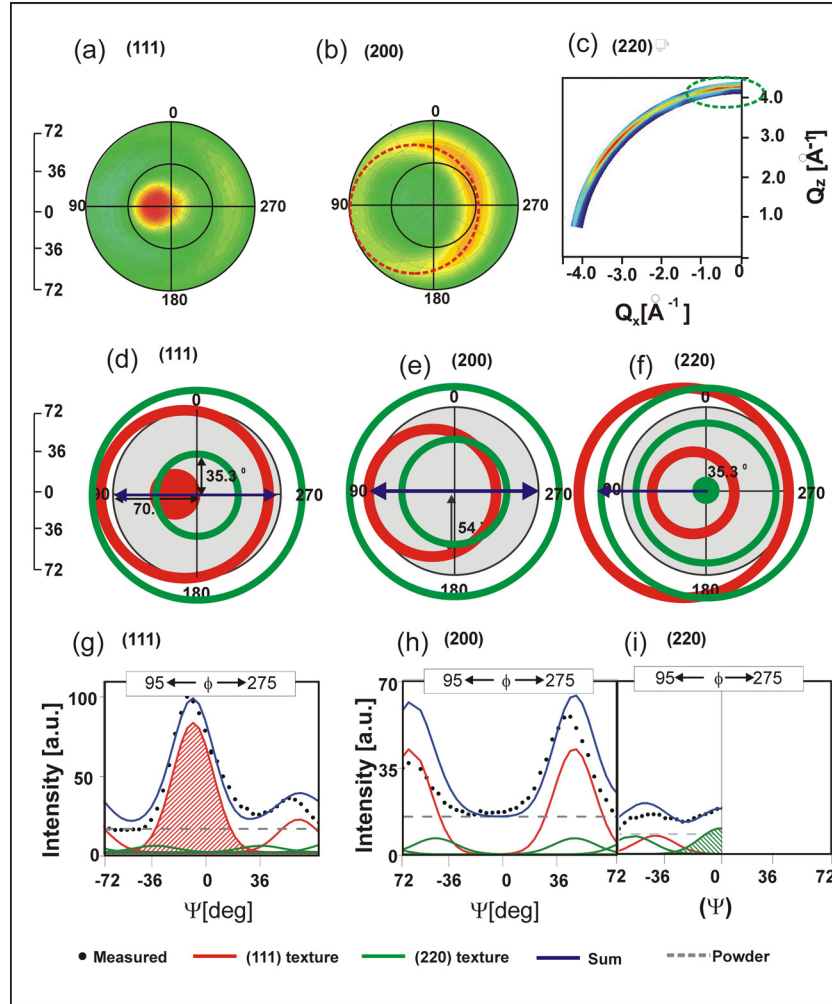 (a) (111)
(b) (200)
(c) (220)
72
36
0
36
72
0
90
270
180
0
90
270
180
4.0
3.0
2.0
1.0
Qz [Å-1]
-4.0 -3.0 -2.0 -1.0 0
Qx[Å-1]
(d) (111)
(e) (200)
(f) (220)
72
36
0
36
72
0
35.3 °
90
270
70.
180
0
90
270
54.
180
0
35.3 °
90
270
180
(g) (111)
(h) (200)
(i) (220)
95 ← ϕ → 275
95 ← ϕ → 275
95 ← ϕ → 275
Intensity [a.u.]
100
50
0
-72 -36 0 36
Ψ[deg]
Intensity [a.u.]
70
35
0
72 -36 0 36 72
Ψ[deg]
-36 0 36 72
(Ψ)
Measured (111) texture (220) texture Sum Powder